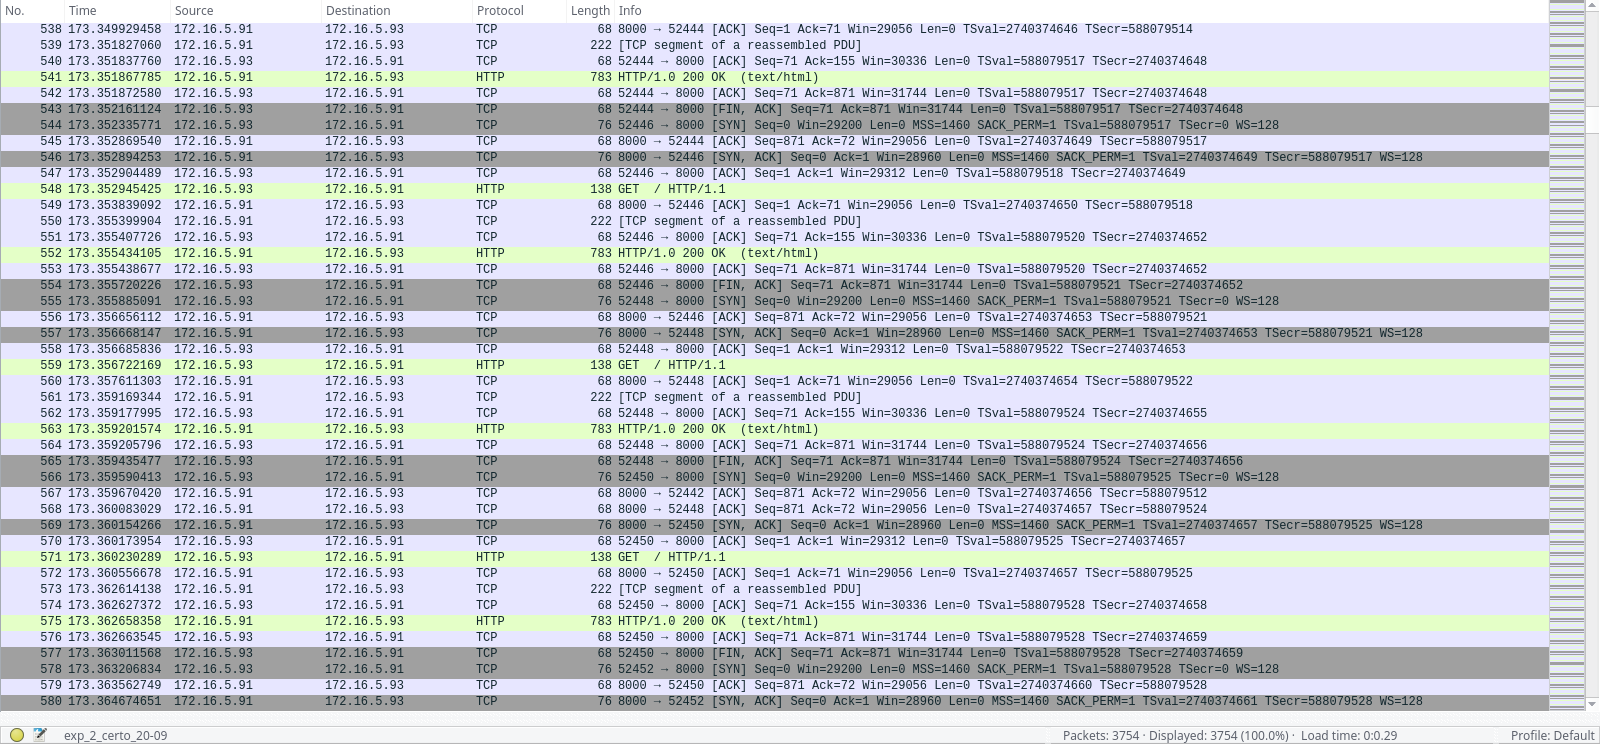 No. Time Source Destination Protocol Length Info
538 173.349929458 172.16.5.91 172.16.5.93 TCP 68 8000 → 52444 [ACK] Seq=1 Ack=71 Win=29056 Len=0 TSval=2740374646 TSecr=588079514
539 173.351827060 172.16.5.91 172.16.5.93 TCP 222 [TCP segment of a reassembled PDU]
540 173.351837760 172.16.5.93 172.16.5.91 TCP 68 52444 → 8000 [ACK] Seq=71 Ack=155 Win=30336 Len=0 TSval=588079517 TSecr=2740374648
541 173.351867785 172.16.5.91 172.16.5.93 HTTP 783 HTTP/1.0 200 OK (text/html)
542 173.351872580 172.16.5.93 172.16.5.91 TCP 68 52444 → 8000 [ACK] Seq=71 Ack=871 Win=31744 Len=0 TSval=588079517 TSecr=2740374648
543 173.352161124 172.16.5.93 172.16.5.91 TCP 68 52444 → 8000 [FIN, ACK] Seq=71 Ack=871 Win=31744 Len=0 TSval=588079517 TSecr=2740374648
544 173.352335771 172.16.5.93 172.16.5.91 TCP 76 52446 → 8000 [SYN] Seq=0 Win=29200 Len=0 MSS=1460 SACK_PERM=1 TSval=588079517 TSecr=0 WS=128
545 173.352869540 172.16.5.91 172.16.5.93 TCP 68 8000 → 52444 [ACK] Seq=871 Ack=72 Win=29056 Len=0 TSval=2740374649 TSecr=588079517
546 173.352894253 172.16.5.91 172.16.5.93 TCP 76 8000 → 52446 [SYN, ACK] Seq=0 Ack=1 Win=28960 Len=0 MSS=1460 SACK_PERM=1 TSval=2740374649 TSecr=588079517 WS=128
547 173.352904489 172.16.5.93 172.16.5.91 TCP 68 52446 → 8000 [ACK] Seq=1 Ack=1 Win=29312 Len=0 TSval=588079518 TSecr=2740374649
548 173.352945425 172.16.5.93 172.16.5.91 HTTP 138 GET / HTTP/1.1
549 173.353839092 172.16.5.91 172.16.5.93 TCP 68 8000 → 52446 [ACK] Seq=1 Ack=71 Win=29056 Len=0 TSval=2740374650 TSecr=588079518
550 173.355399904 172.16.5.91 172.16.5.93 TCP 222 [TCP segment of a reassembled PDU]
551 173.355407726 172.16.5.93 172.16.5.91 TCP 68 52446 → 8000 [ACK] Seq=71 Ack=155 Win=30336 Len=0 TSval=588079520 TSecr=2740374652
552 173.355434105 172.16.5.91 172.16.5.93 HTTP 783 HTTP/1.0 200 OK (text/html)
553 173.355438677 172.16.5.93 172.16.5.91 TCP 68 52446 → 8000 [ACK] Seq=71 Ack=871 Win=31744 Len=0 TSval=588079520 TSecr=2740374652
554 173.355720226 172.16.5.93 172.16.5.91 TCP 68 52446 → 8000 [FIN, ACK] Seq=71 Ack=871 Win=31744 Len=0 TSval=588079521 TSecr=2740374652
555 173.355885091 172.16.5.93 172.16.5.91 TCP 76 52448 → 8000 [SYN] Seq=0 Win=29200 Len=0 MSS=1460 SACK_PERM=1 TSval=588079521 TSecr=0 WS=128
556 173.356656112 172.16.5.91 172.16.5.93 TCP 68 8000 → 52446 [ACK] Seq=871 Ack=72 Win=29056 Len=0 TSval=2740374653 TSecr=588079521
557 173.356668147 172.16.5.91 172.16.5.93 TCP 76 8000 → 52448 [SYN, ACK] Seq=0 Ack=1 Win=28960 Len=0 MSS=1460 SACK_PERM=1 TSval=2740374653 TSecr=588079521 WS=128
558 173.356685836 172.16.5.93 172.16.5.91 TCP 68 52448 → 8000 [ACK] Seq=1 Ack=1 Win=29312 Len=0 TSval=588079522 TSecr=2740374653
559 173.356722169 172.16.5.93 172.16.5.91 HTTP 138 GET / HTTP/1.1
560 173.357611303 172.16.5.91 172.16.5.93 TCP 68 8000 → 52448 [ACK] Seq=1 Ack=71 Win=29056 Len=0 TSval=2740374654 TSecr=588079522
561 173.359169344 172.16.5.91 172.16.5.93 TCP 222 [TCP segment of a reassembled PDU]
562 173.359177995 172.16.5.93 172.16.5.91 TCP 68 52448 → 8000 [ACK] Seq=71 Ack=155 Win=30336 Len=0 TSval=588079524 TSecr=2740374655
563 173.359201574 172.16.5.91 172.16.5.93 HTTP 783 HTTP/1.0 200 OK (text/html)
564 173.359205796 172.16.5.93 172.16.5.91 TCP 68 52448 → 8000 [ACK] Seq=71 Ack=871 Win=31744 Len=0 TSval=588079524 TSecr=2740374656
565 173.359435477 172.16.5.93 172.16.5.91 TCP 68 52448 → 8000 [FIN, ACK] Seq=71 Ack=871 Win=31744 Len=0 TSval=588079524 TSecr=2740374656
566 173.359590413 172.16.5.93 172.16.5.91 TCP 76 52450 → 8000 [SYN] Seq=0 Win=29200 Len=0 MSS=1460 SACK_PERM=1 TSval=588079525 TSecr=0 WS=128
567 173.359670420 172.16.5.91 172.16.5.93 TCP 68 8000 → 52442 [ACK] Seq=871 Ack=72 Win=29056 Len=0 TSval=2740374656 TSecr=588079512
568 173.360083029 172.16.5.91 172.16.5.93 TCP 68 8000 → 52448 [ACK] Seq=871 Ack=72 Win=29056 Len=0 TSval=2740374657 TSecr=588079524
569 173.360154266 172.16.5.91 172.16.5.93 TCP 76 8000 → 52450 [SYN, ACK] Seq=0 Ack=1 Win=28960 Len=0 MSS=1460 SACK_PERM=1 TSval=2740374657 TSecr=588079525 WS=128
570 173.360173954 172.16.5.93 172.16.5.91 TCP 68 52450 → 8000 [ACK] Seq=1 Ack=1 Win=29312 Len=0 TSval=588079525 TSecr=2740374657
571 173.360230289 172.16.5.93 172.16.5.91 HTTP 138 GET / HTTP/1.1
572 173.360556678 172.16.5.91 172.16.5.93 TCP 68 8000 → 52450 [ACK] Seq=1 Ack=71 Win=29056 Len=0 TSval=2740374657 TSecr=588079525
573 173.362614138 172.16.5.91 172.16.5.93 TCP 222 [TCP segment of a reassembled PDU]
574 173.362627372 172.16.5.93 172.16.5.91 TCP 68 52450 → 8000 [ACK] Seq=71 Ack=155 Win=30336 Len=0 TSval=588079528 TSecr=2740374658
575 173.362658358 172.16.5.91 172.16.5.93 HTTP 783 HTTP/1.0 200 OK (text/html)
576 173.362663545 172.16.5.93 172.16.5.91 TCP 68 52450 → 8000 [ACK] Seq=71 Ack=871 Win=31744 Len=0 TSval=588079528 TSecr=2740374659
577 173.363011568 172.16.5.93 172.16.5.91 TCP 68 52450 → 8000 [FIN, ACK] Seq=71 Ack=871 Win=31744 Len=0 TSval=588079528 TSecr=2740374659
578 173.363206834 172.16.5.93 172.16.5.91 TCP 76 52452 → 8000 [SYN] Seq=0 Win=29200 Len=0 MSS=1460 SACK_PERM=1 TSval=588079528 TSecr=0 WS=128
579 173.363562749 172.16.5.91 172.16.5.93 TCP 68 8000 → 52450 [ACK] Seq=871 Ack=72 Win=29056 Len=0 TSval=2740374660 TSecr=588079528
580 173.364674651 172.16.5.91 172.16.5.93 TCP 76 8000 → 52452 [SYN, ACK] Seq=0 Ack=1 Win=28960 Len=0 MSS=1460 SACK_PERM=1 TSval=2740374661 TSecr=588079528 WS=128
exp_2_certo_20-09 Packets: 3754 · Displayed: 3754 (100.0%) · Load time: 0:0.29 Profile: Default